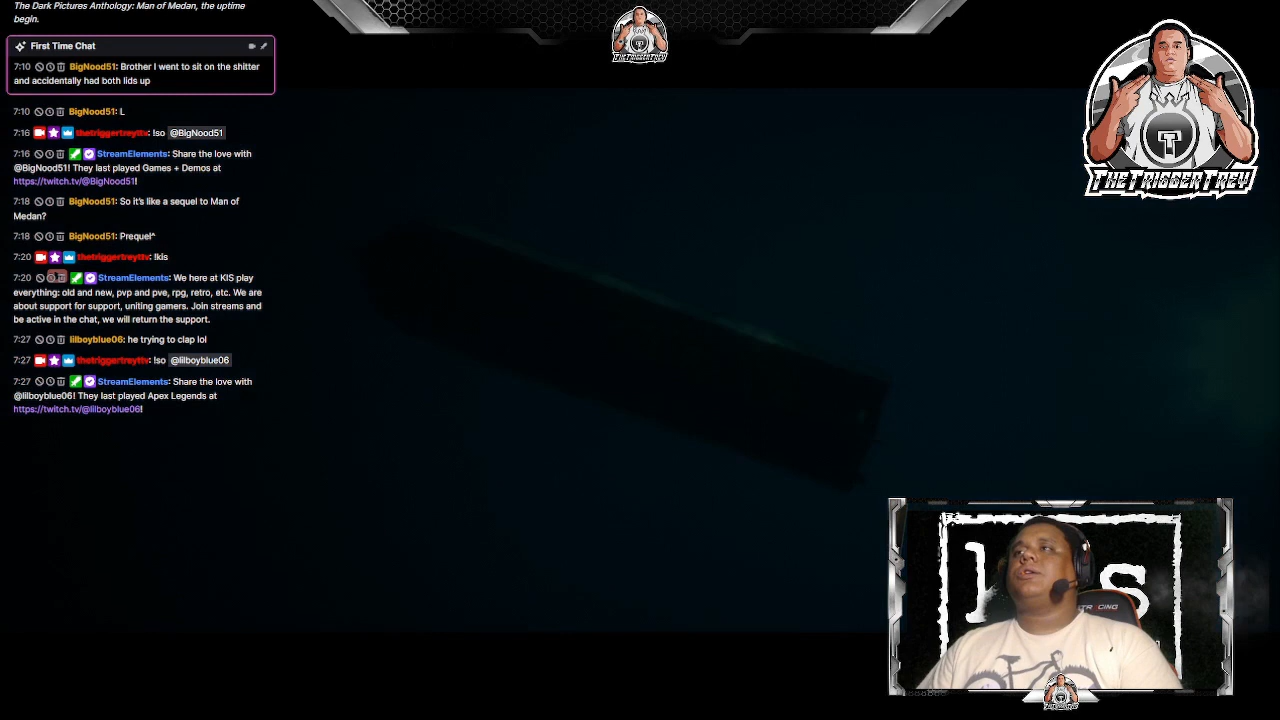 The Dark Pictures Anthology: Man of Medan, the uptime
begin.
First Time Chat
7:10 BigNood51: Brother I went to sit on the shitter
and accidentally had both lids up
7:10 BigNood51: L
7:16 thetriggertreyttv: !so @BigNood51
7:16 StreamElements: Share the love with
@BigNood51! They last played Games + Demos at
https://twitch.tv/@BigNood51!
7:18 BigNood51: So it's like a sequel to Man of
Medan?
7:18 BigNood51: Prequel^
7:20 thetriggertreyttv: !kis
7:20 StreamElements: We here at KIS play
everything: old and new, pvp and pve, rpg, retro, etc. We are
about support for support, uniting gamers. Join streams and
be active in the chat, we will return the support.
7:27 lilboyblue06: he trying to clap lol
7:27 thetriggertreyttv: !so @lilboyblue06
7:27 StreamElements: Share the love with
@lilboyblue06! They last played Apex Legends at
https://twitch.tv/@lilboyblue06!
THETRIGGERTREY
T
THETRIGGERTREY